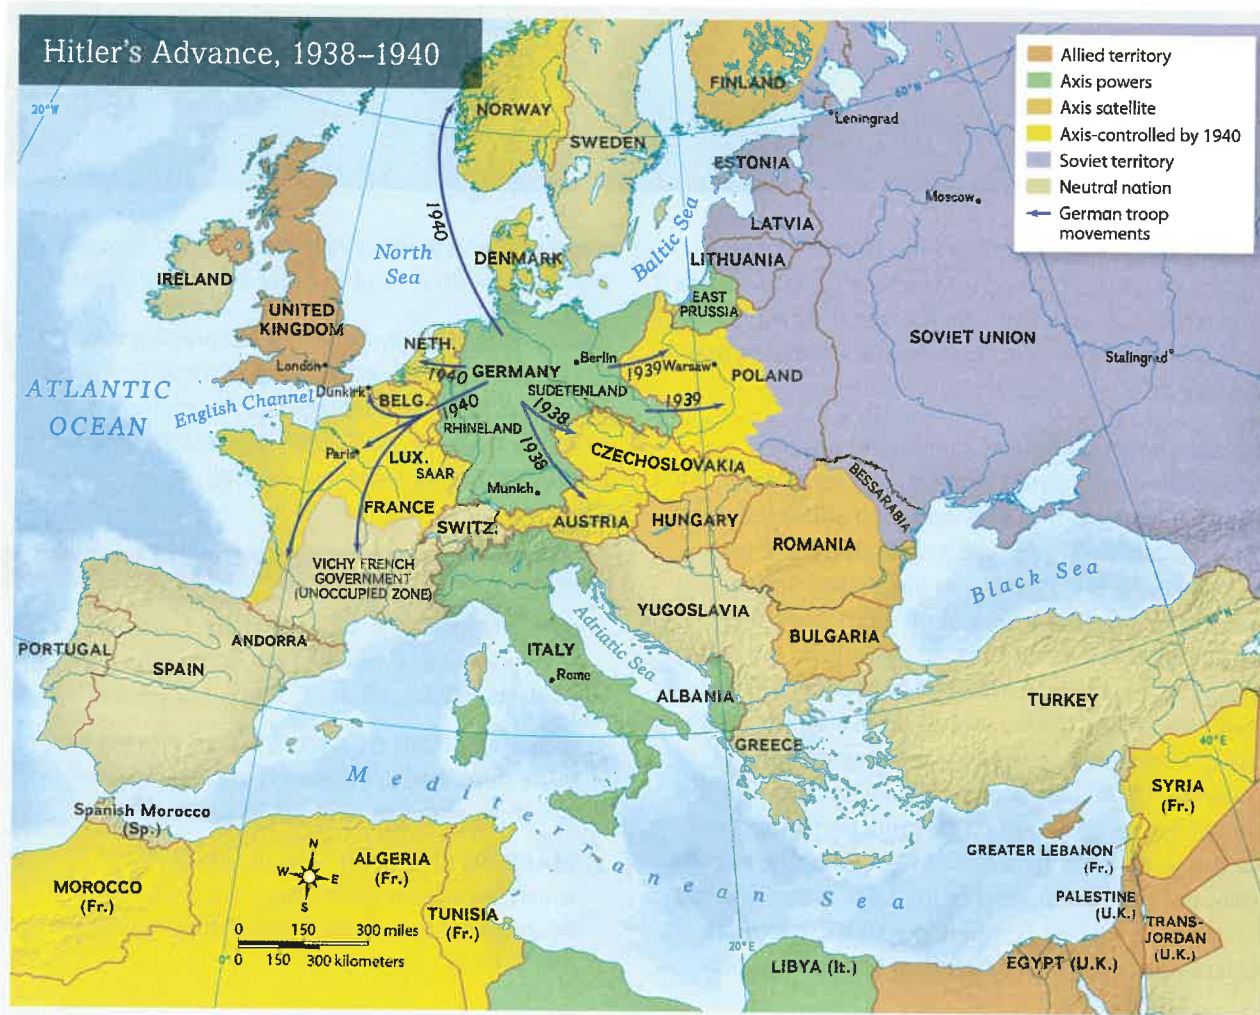 Hitler's Advance, 1938–1940
Allied territory
Axis powers
Axis satellite
Axis-controlled by 1940
Soviet territory
Neutral nation
German troop
movements
20°W
60°N
NORWAY
FINLAND
SWEDEN
Leningrad
ESTONIA
Moscow
1940
LATVIA
North
Sea
DENMARK
Baltic Sea
LITHUANIA
IRELAND
EAST
PRUSSIA
UNITED
KINGDOM
NETH.
SOVIET UNION
London
1940
GERMANY
Berlin
1939
Warsaw
POLAND
Stalingrad
ATLANTIC
OCEAN
English Channel
Dunkirk
BELG.
1940
SUDETENLAND
1938
1939
RHINELAND
Paris
LUX.
SAAR
1938
CZECHOSLOVAKIA
BESSARABIA
Munich
FRANCE
SWITZ.
AUSTRIA
HUNGARY
ROMANIA
VICHY FRENCH
GOVERNMENT
(UNOCCUPIED ZONE)
Black Sea
YUGOSLAVIA
40°N
BULGARIA
PORTUGAL
ANDORRA
SPAIN
ITALY
Rome
Adriatic Sea
ALBANIA
TURKEY
GREECE
40°E
Mediterranean Sea
SYRIA
(Fr.)
Spanish Morocco
(Sp.)
GREATER LEBANON
(Fr.)
ALGERIA
(Fr.)
N
W
E
S
MOROCCO
(Fr.)
TUNISIA
(Fr.)
PALESTINE
(U.K.)
TRANS-
JORDAN
(U.K.)
0 150 300 miles
0 150 300 kilometers
0°
20°E
LIBYA (It.)
EGYPT (U.K.)